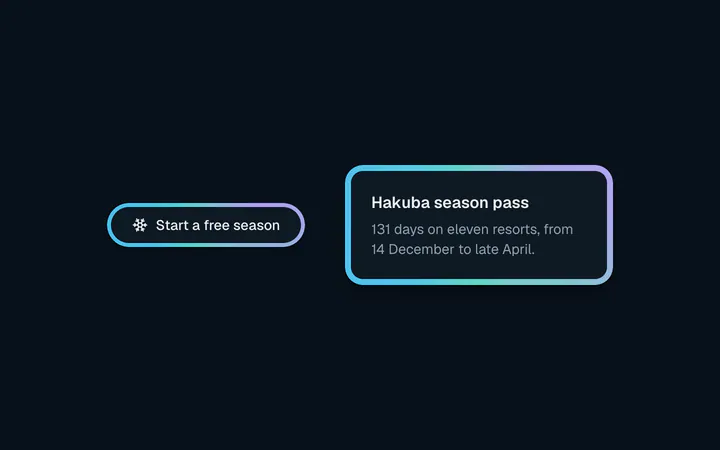 Start a free season
Hakuba season pass
131 days on eleven resorts, from
14 December to late April.